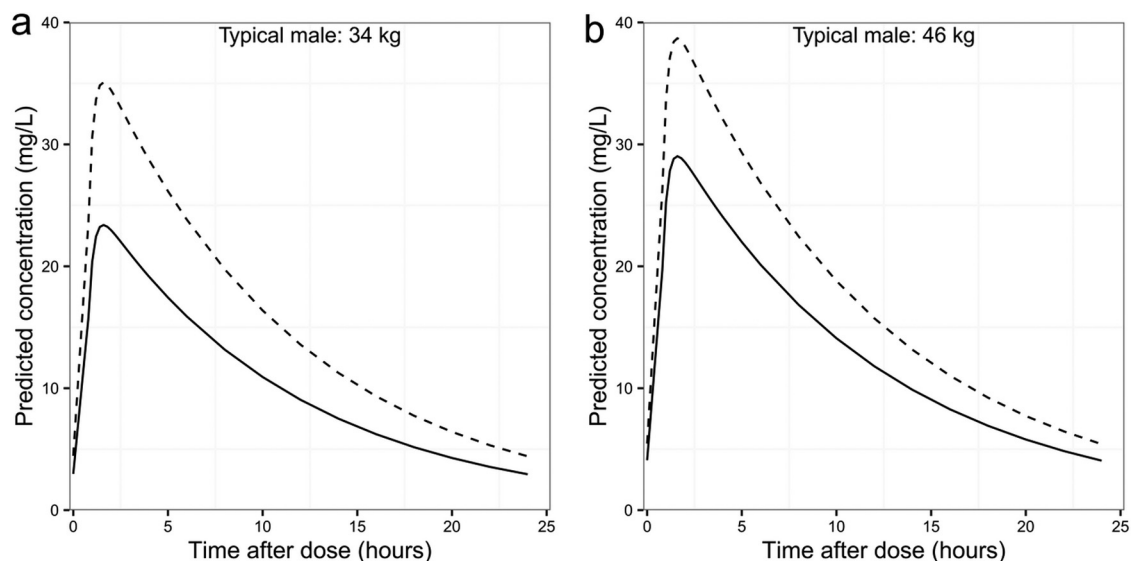 a
Typical male: 34 kg
40
30
20
10
0
Predicted concentration (mg/L)
0 5 10 15 20 25
Time after dose (hours)
b
Typical male: 46 kg
40
30
20
10
0
Predicted concentration (mg/L)
0 5 10 15 20 25
Time after dose (hours)